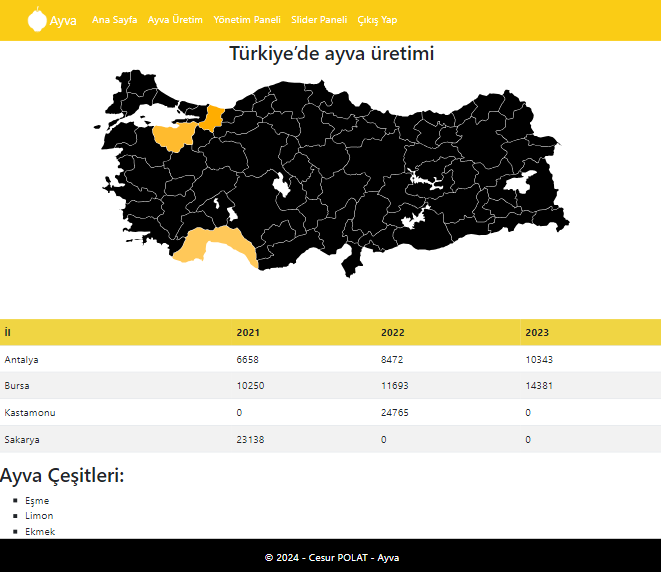 Ayva Ana Sayfa Ayva Üretim Yönetim Paneli Slider Paneli Çıkış Yap
Türkiye’de ayva üretimi
İl 2021 2022 2023
Antalya 6658 8472 10343
Bursa 10250 11693 14381
Kastamonu 0 24765 0
Sakarya 23138 0 0
Ayva Çeşitleri:
Eşme
Limon
Ekmek
© 2024 - Cesur POLAT - Ayva